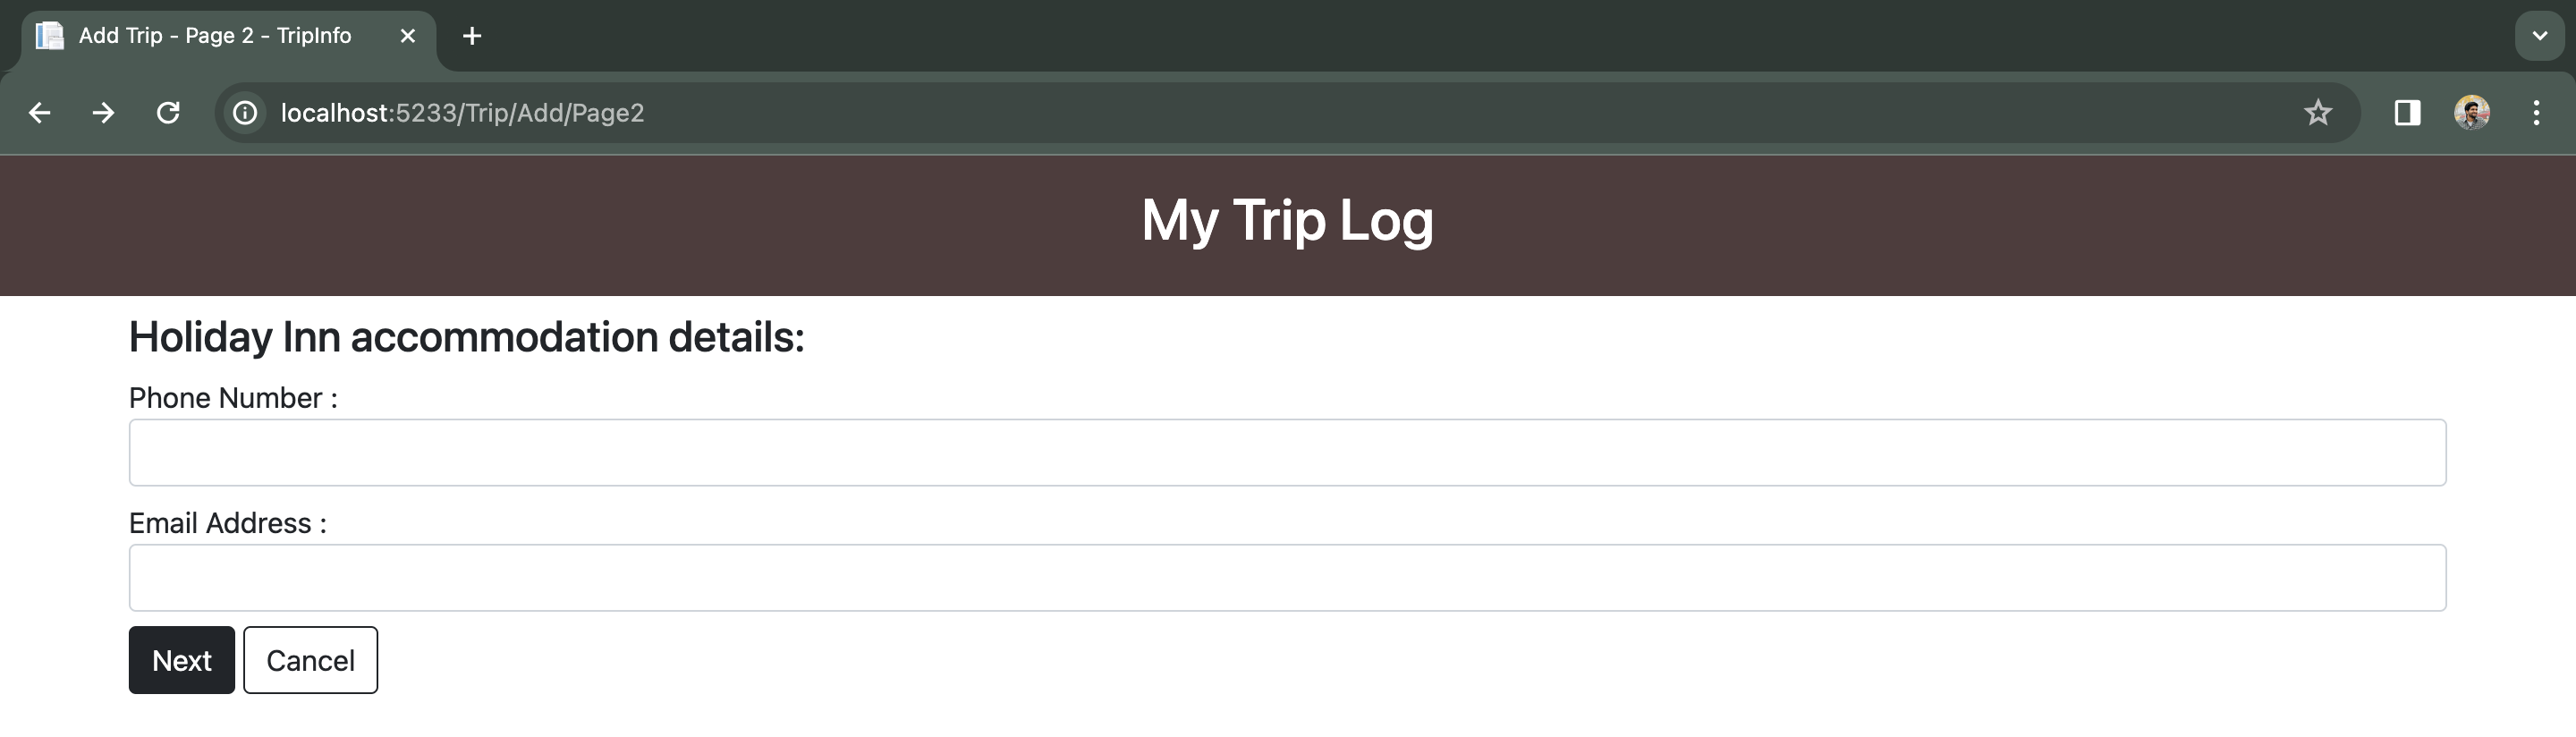 Add Trip - Page 2 - TripInfo
localhost:5233/Trip/Add/Page2
My Trip Log
Holiday Inn accommodation details:
Phone Number :
Email Address :
Next Cancel